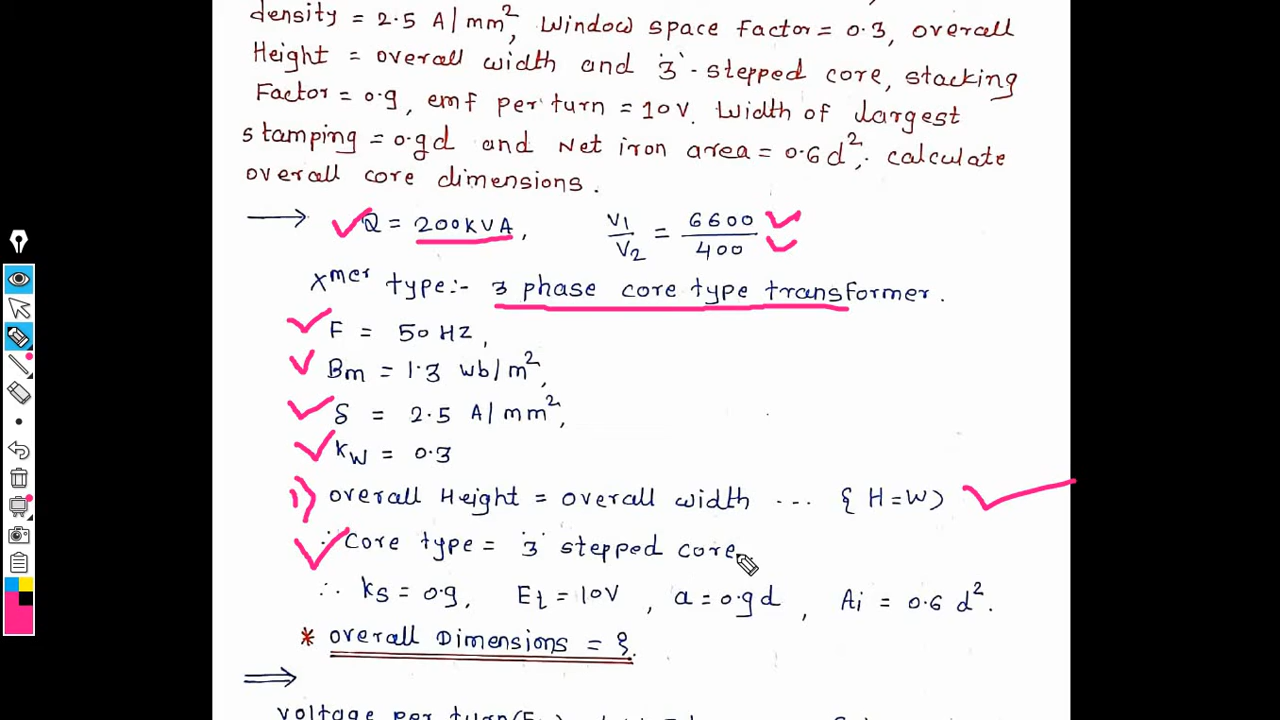 density = 2.5 A/mm², Window space Factor = 0.3, overall
Height = overall width and '3'-stepped core, stacking
Factor = 0.9, emf per turn = 10V. Width of largest
stamping = 0.9d and Net iron area = 0.6d²,. calculate
overall core dimensions.
⟶ Q = 200KVA, V1/V2 = 6600/400
Xmer type:- 3 phase core type transformer.
F = 50 HZ,
Bm = 1.3 wb/m²,
δ = 2.5 A/mm²,
Kw = 0.3
1) overall Height = overall width ... { H=W)
∴ Core type = '3' stepped core,
∴ Ks = 0.9, Et = 10V, a = 0.9d, Ai = 0.6 d².
* overall Dimensions = ?.
⟹
voltage per turn